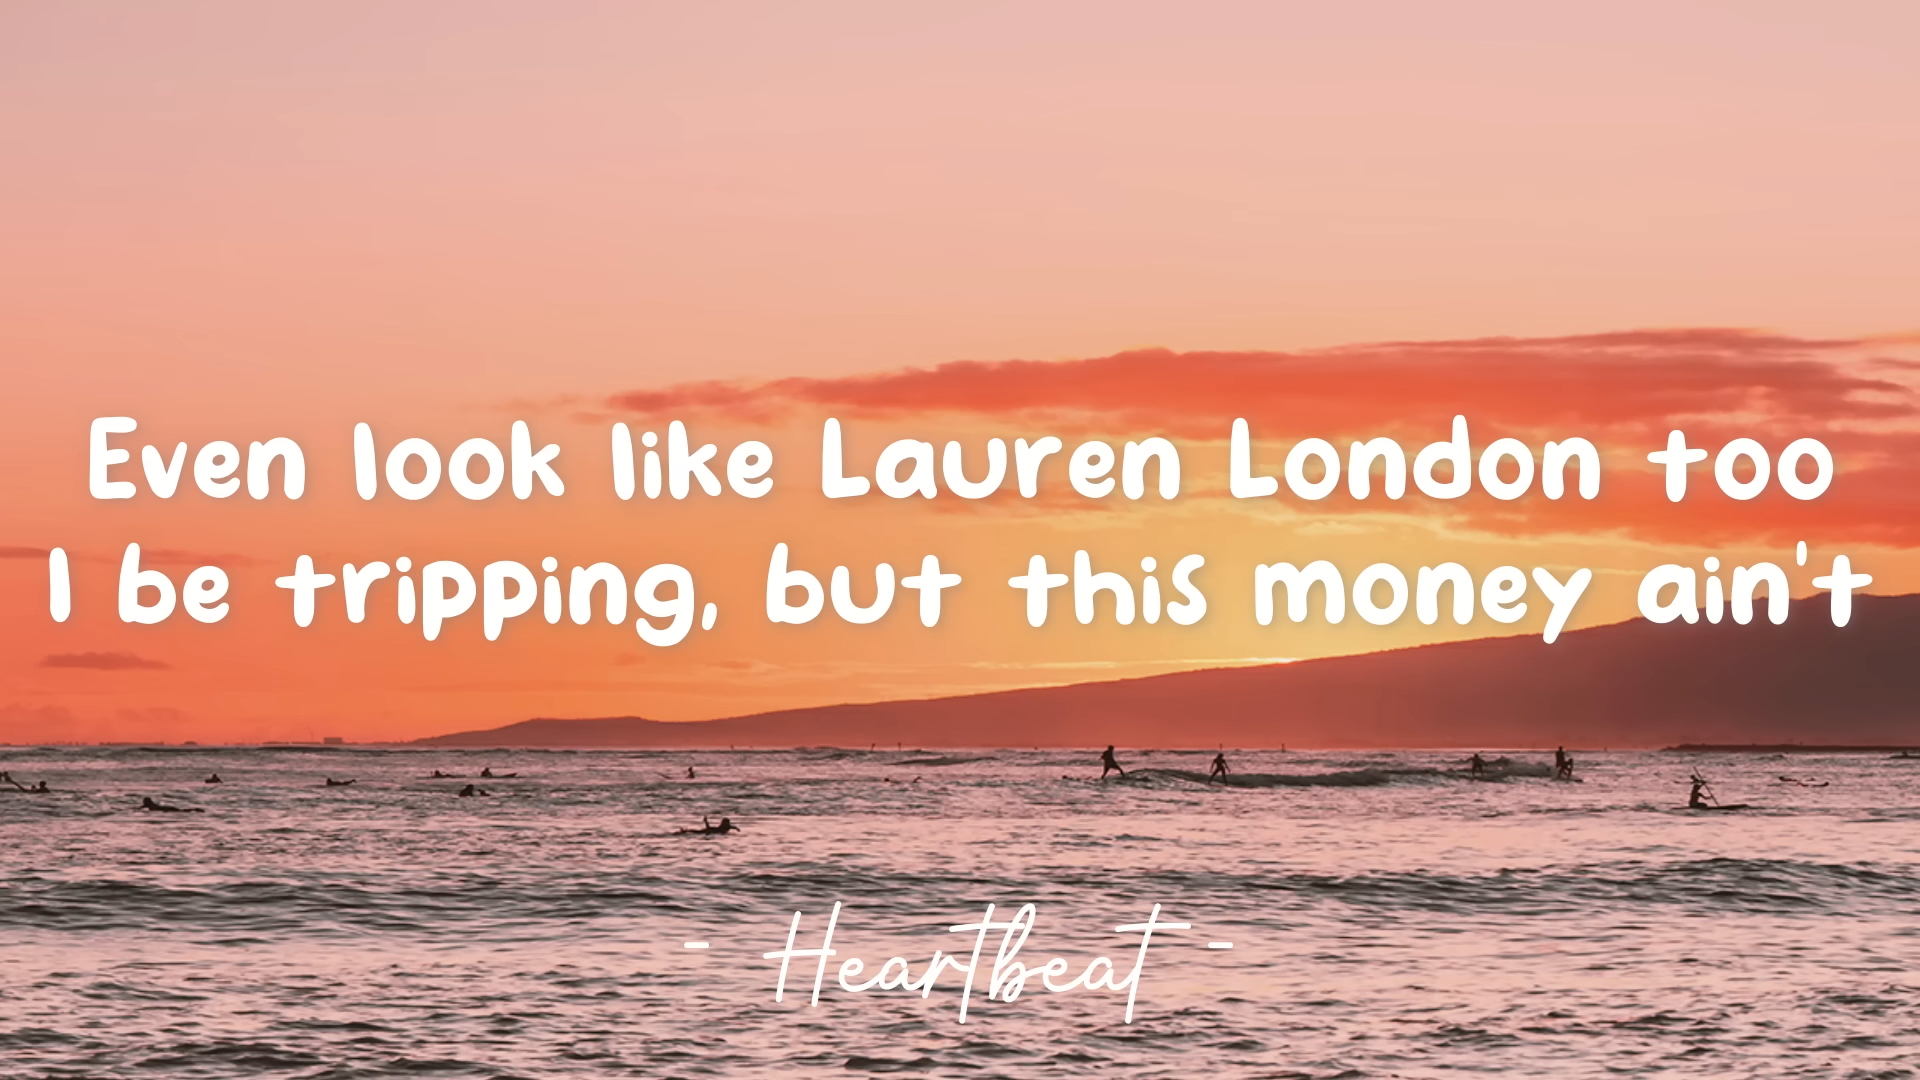 Even look like Lauren London too
I be tripping, but this money ain't
- Heartbeat -